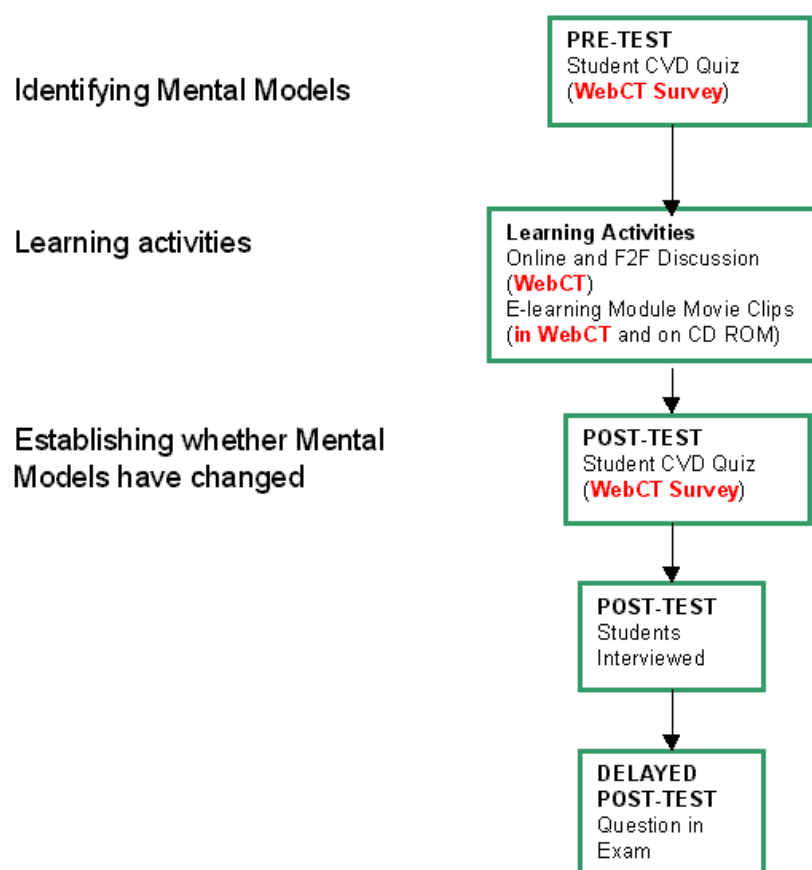 Identifying Mental Models
PRE-TEST
Student CVD Quiz
(WebCT Survey)
Learning activities
Learning Activities
Online and F2F Discussion
(WebCT)
E-learning Module Movie Clips
(in WebCT and on CD ROM)
Establishing whether Mental
Models have changed
POST-TEST
Student CVD Quiz
(WebCT Survey)
POST-TEST
Students
Interviewed
DELAYED
POST-TEST
Question in
Exam